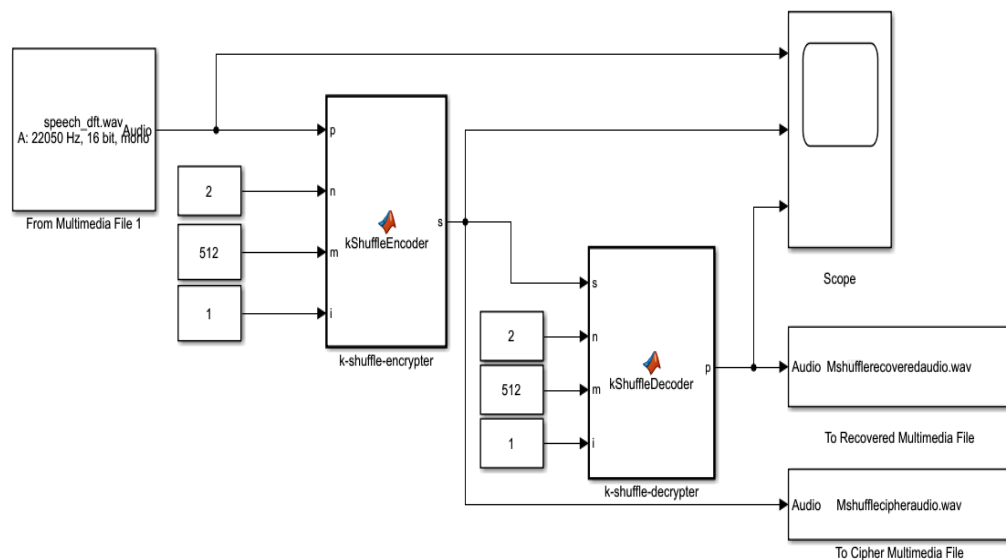 speech_dft.wav
A: 22050 Hz, 16 bit, mono
Audio
From Multimedia File 1
2
512
1
p
n
m
i
kShuffleEncoder
s
k-shuffle-encrypter
2
512
1
s
n
m
i
kShuffleDecoder
p
k-shuffle-decrypter
Scope
Audio Mshufflerecoveredaudio.wav
To Recovered Multimedia File
Audio Mshufflecipheraudio.wav
To Cipher Multimedia File